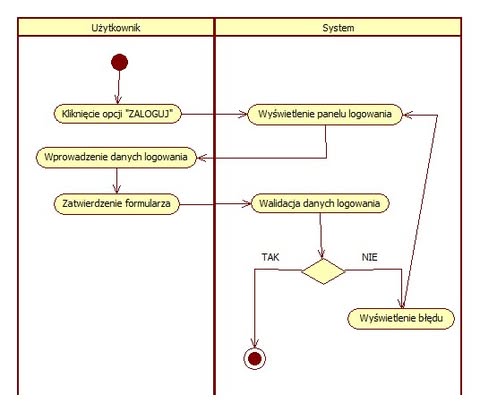 Użytkownik
System
Kliknięcie opcji "ZALOGUJ"
Wyświetlenie panelu logowania
Wprowadzenie danych logowania
Zatwierdzenie formularza
Walidacja danych logowania
TAK
NIE
Wyświetlenie błędu